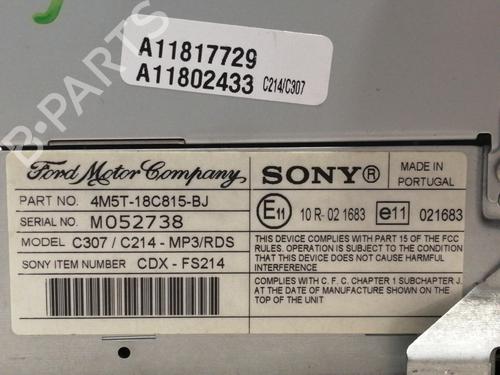 A11817729
A11802433 C214/C307
B-PARTS
Ford Motor Company SONY® MADE IN PORTUGAL
PART NO. 4M5T-18C815-BJ
SERIAL NO. M052738
MODEL C307 / C214 - MP3/RDS
SONY ITEM NUMBER CDX - FS214
E11 10 R- 02 1683 e11 021683
THIS DEVICE COMPLIES WITH PART 15 OF THE FCC
RULES. OPERATION IS SUBJECT TO THE CONDITION
THAT THIS DEVICE DOES NOT CAUSE HARMFUL
INTERFERENCE
COMPLIES WITH C. F. C. CHAPTER 1 SUBCHAPTER J.
AT THE DATE OF MANUFACTURE SHOWN ON THE
TOP OF THE UNIT